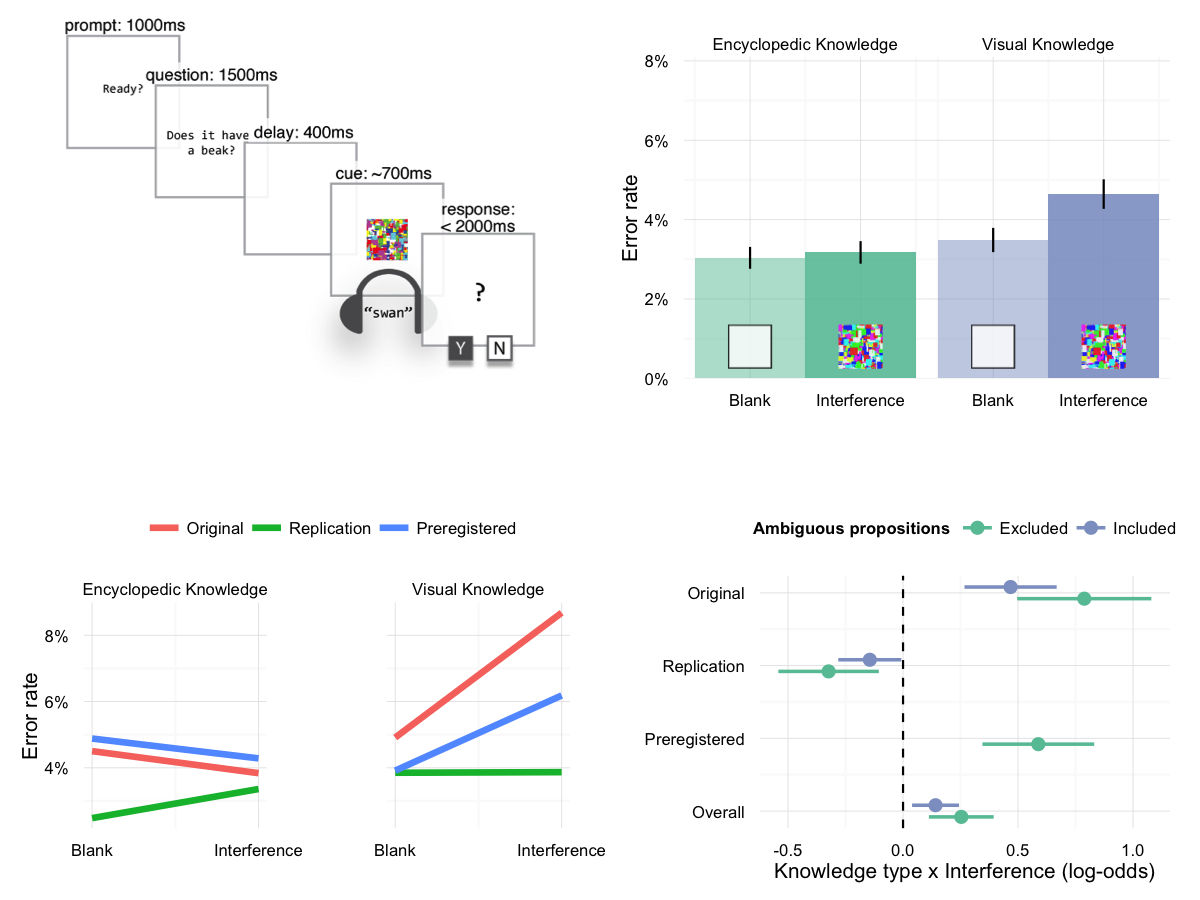 prompt: 1000ms
Ready?
question: 1500ms
Does it have
a beak?
delay: 400ms
cue: ~700ms
“swan”
response:
< 2000ms
?
Y N
Encyclopedic Knowledge Visual Knowledge
8%
6%
4%
2%
0%
Error rate
Blank Interference Blank Interference
Original Replication Preregistered
Encyclopedic Knowledge Visual Knowledge
8%
6%
4%
Error rate
Blank Interference Blank Interference
Ambiguous propositions Excluded Included
Original
Replication
Preregistered
Overall
-0.5 0.0 0.5 1.0
Knowledge type x Interference (log-odds)